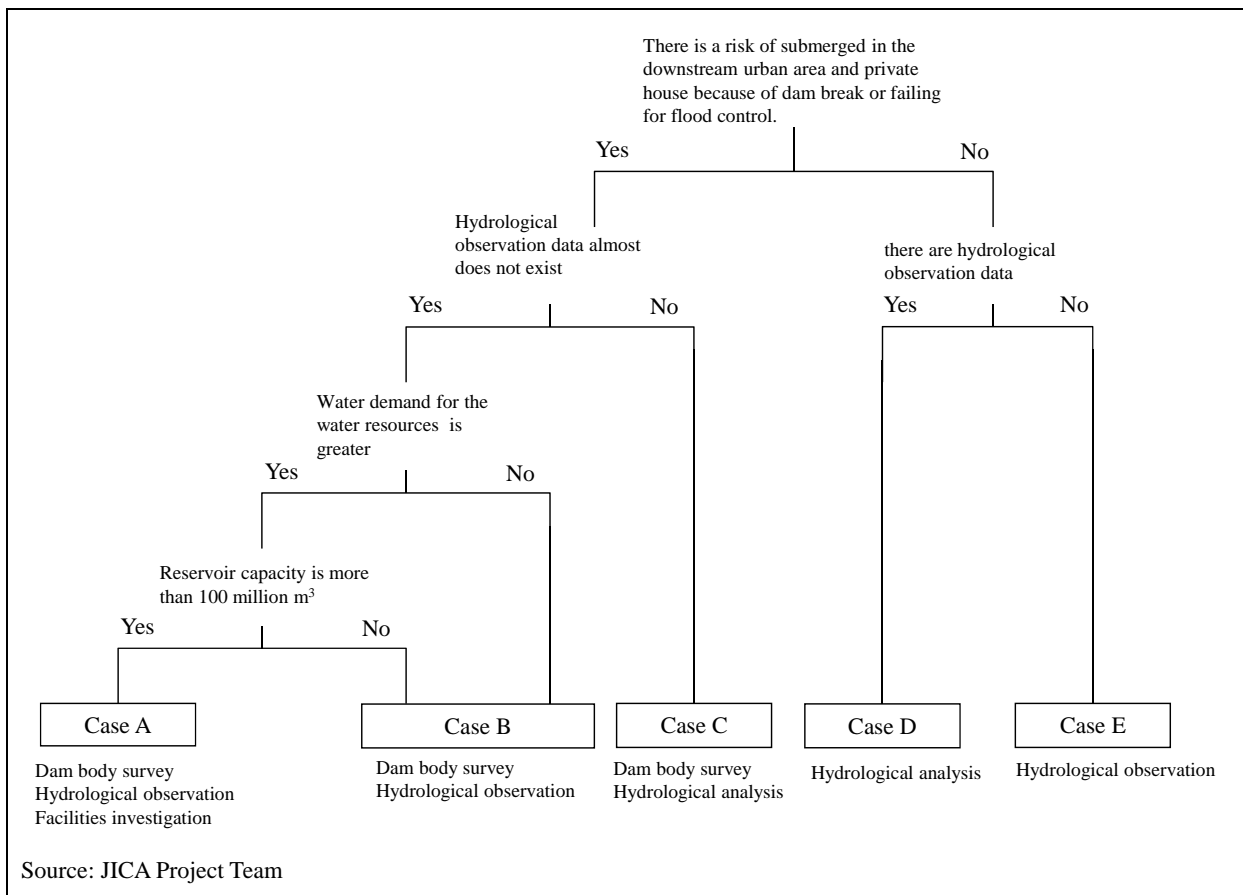 There is a risk of submerged in the
downstream urban area and private
house because of dam break or failing
for flood control.
Yes
No
Hydrological
observation data almost
does not exist
there are hydrological
observation data
Yes
No
Yes
No
Water demand for the
water resources is
greater
Yes
No
Reservoir capacity is more
than 100 million m³
Yes
No
Case A
Case B
Case C
Case D
Case E
Dam body survey
Hydrological observation
Facilities investigation
Dam body survey
Hydrological observation
Dam body survey
Hydrological analysis
Hydrological analysis
Hydrological observation
Source: JICA Project Team